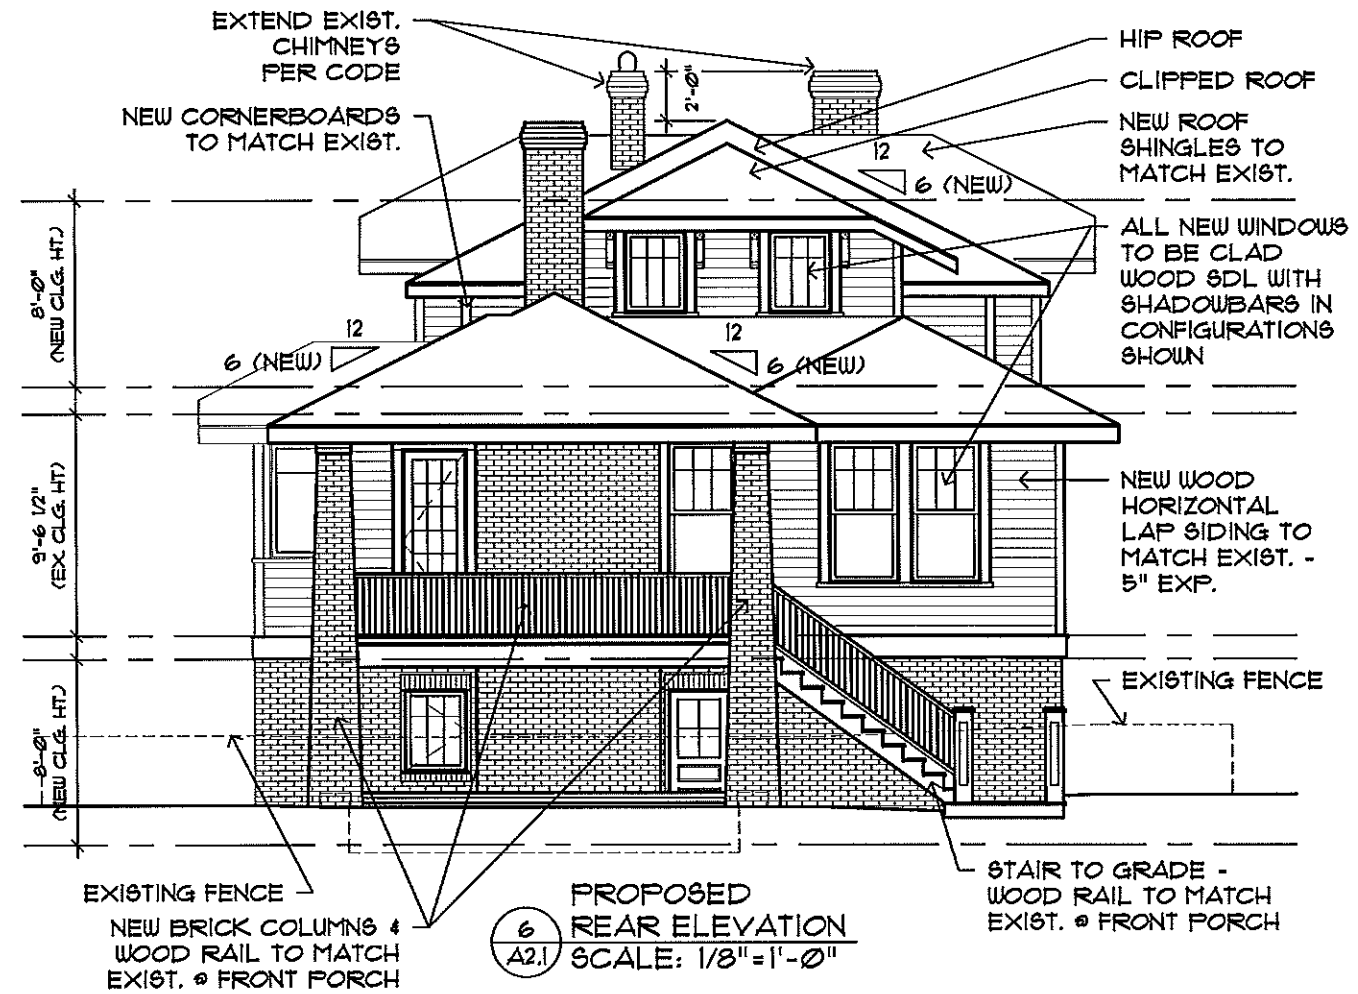 EXTEND EXIST.
CHIMNEYS
PER CODE
NEW CORNERBOARDS
TO MATCH EXIST.
2'-0"
HIP ROOF
CLIPPED ROOF
NEW ROOF
SHINGLES TO
MATCH EXIST.
12
6 (NEW)
ALL NEW WINDOWS
TO BE CLAD
WOOD SDL WITH
SHADOWBARS IN
CONFIGURATIONS
SHOWN
8'-0"
(NEW CLG. HT.)
12
6 (NEW)
12
6 (NEW)
9'-6 1/2"
(EX. CLG. HT)
NEW WOOD
HORIZONTAL
LAP SIDING TO
MATCH EXIST. -
5" EXP.
8'-0"
(NEW CLG. HT.)
EXISTING FENCE
EXISTING FENCE
NEW BRICK COLUMNS &
WOOD RAIL TO MATCH
EXIST. @ FRONT PORCH
STAIR TO GRADE -
WOOD RAIL TO MATCH
EXIST. @ FRONT PORCH
6
A2.1
PROPOSED
REAR ELEVATION
SCALE: 1/8"=1'-0"